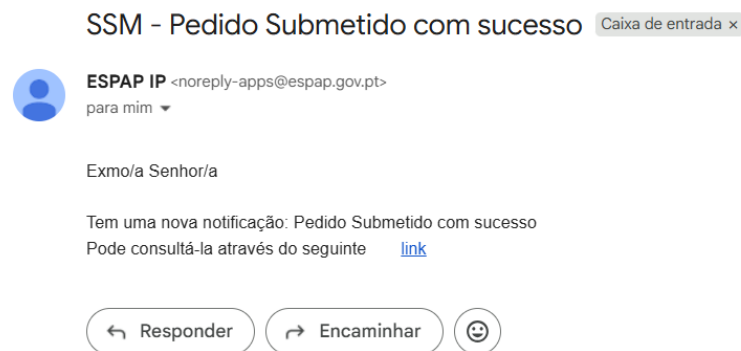 SSM - Pedido Submetido com sucesso Caixa de entrada ×
ESPAP IP <noreply-apps@espap.gov.pt>
para mim
Exmo/a Senhor/a
Tem uma nova notificação: Pedido Submetido com sucesso
Pode consultá-la através do seguinte link
Responder Encaminhar